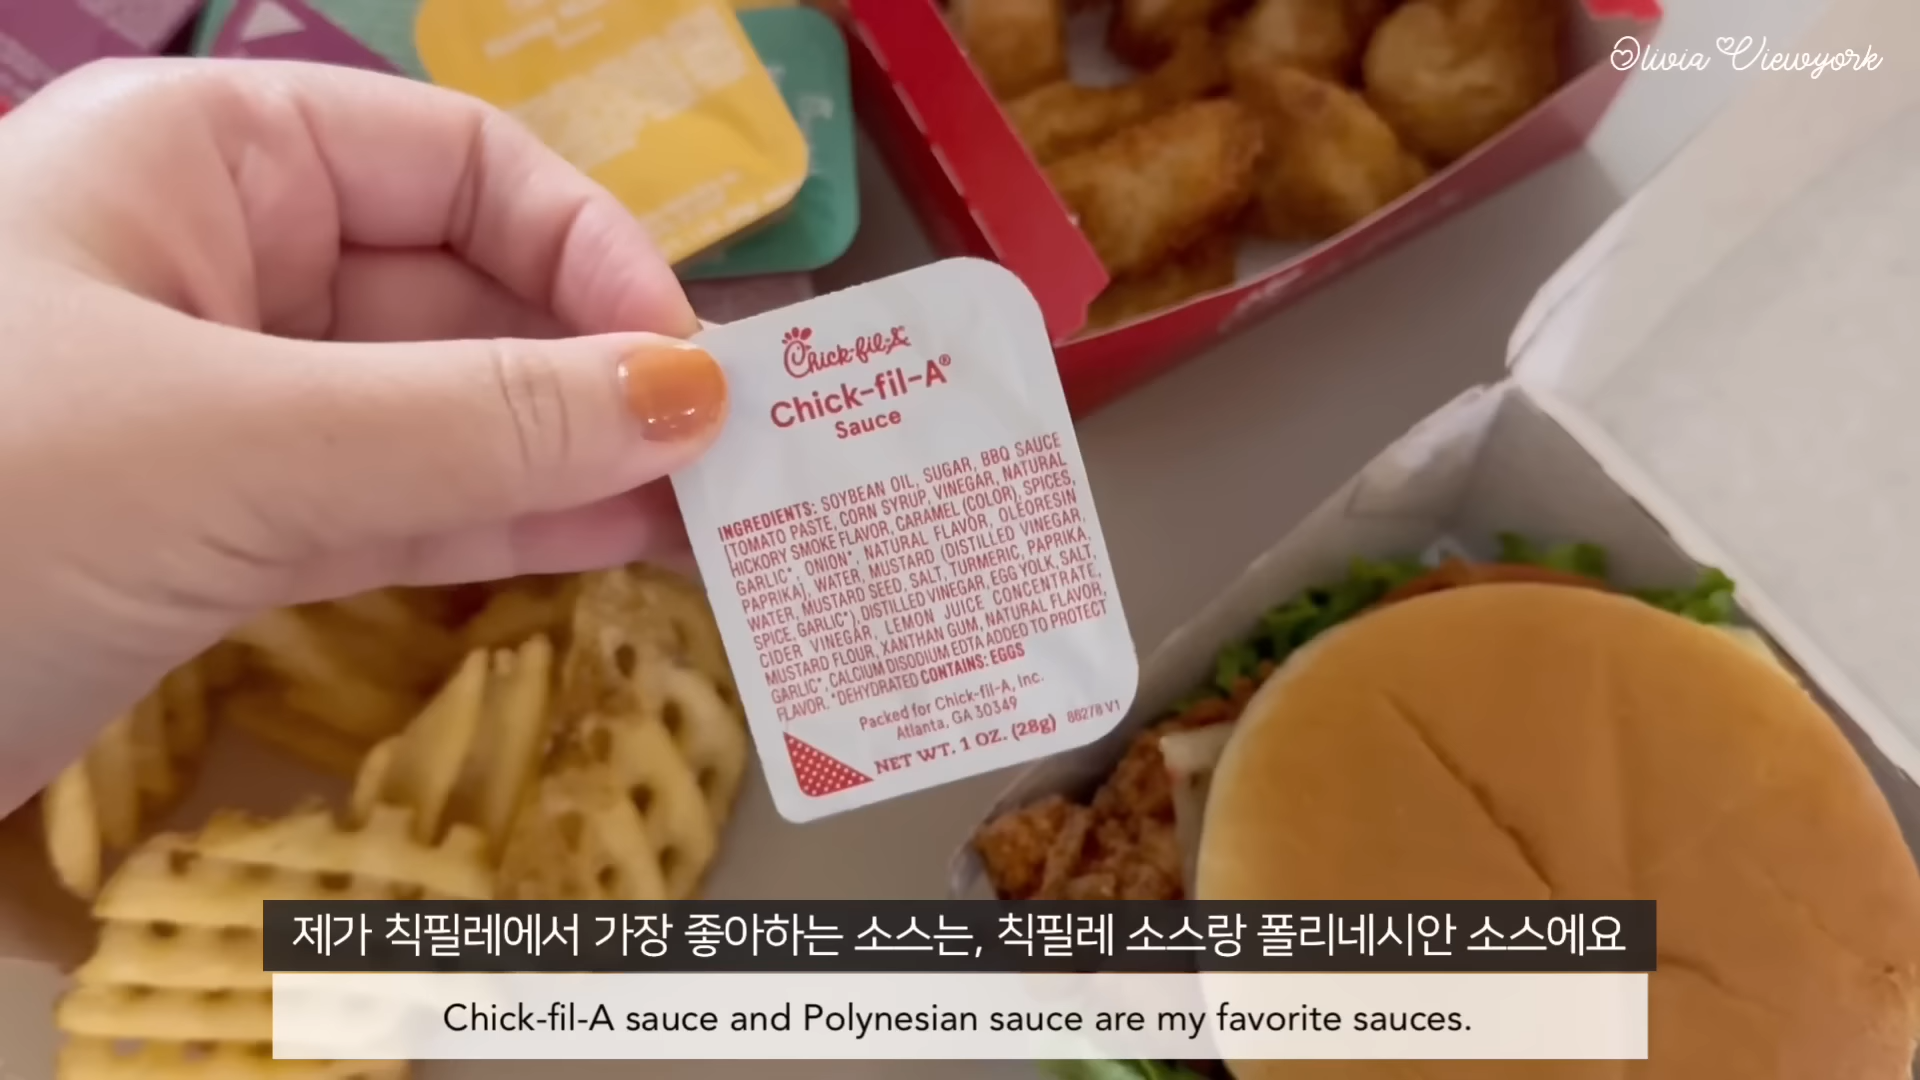 Olivia Viewyork
Chick-fil-A
Chick-fil-A®
Sauce
INGREDIENTS: SOYBEAN OIL, SUGAR, BBQ SAUCE
[TOMATO PASTE, CORN SYRUP, VINEGAR, NATURAL
HICKORY SMOKE FLAVOR, CARAMEL (COLOR), SPICES,
GARLIC*, ONION*, NATURAL FLAVOR, OLEORESIN
PAPRIKA], WATER, MUSTARD (DISTILLED VINEGAR,
WATER, MUSTARD SEED, SALT, TURMERIC, PAPRIKA,
SPICE, GARLIC*), DISTILLED VINEGAR, EGG YOLK, SALT,
CIDER VINEGAR, LEMON JUICE CONCENTRATE,
MUSTARD FLOUR, XANTHAN GUM, NATURAL FLAVOR,
GARLIC*, CALCIUM DISODIUM EDTA ADDED TO PROTECT
FLAVOR. *DEHYDRATED CONTAINS: EGGS
Packed for Chick-fil-A, Inc.
Atlanta, GA 30349
NET WT. 1 OZ. (28g) 86278 V1
제가 칙필레에서 가장 좋아하는 소스는, 칙필레 소스랑 폴리네시안 소스에요
Chick-fil-A sauce and Polynesian sauce are my favorite sauces.